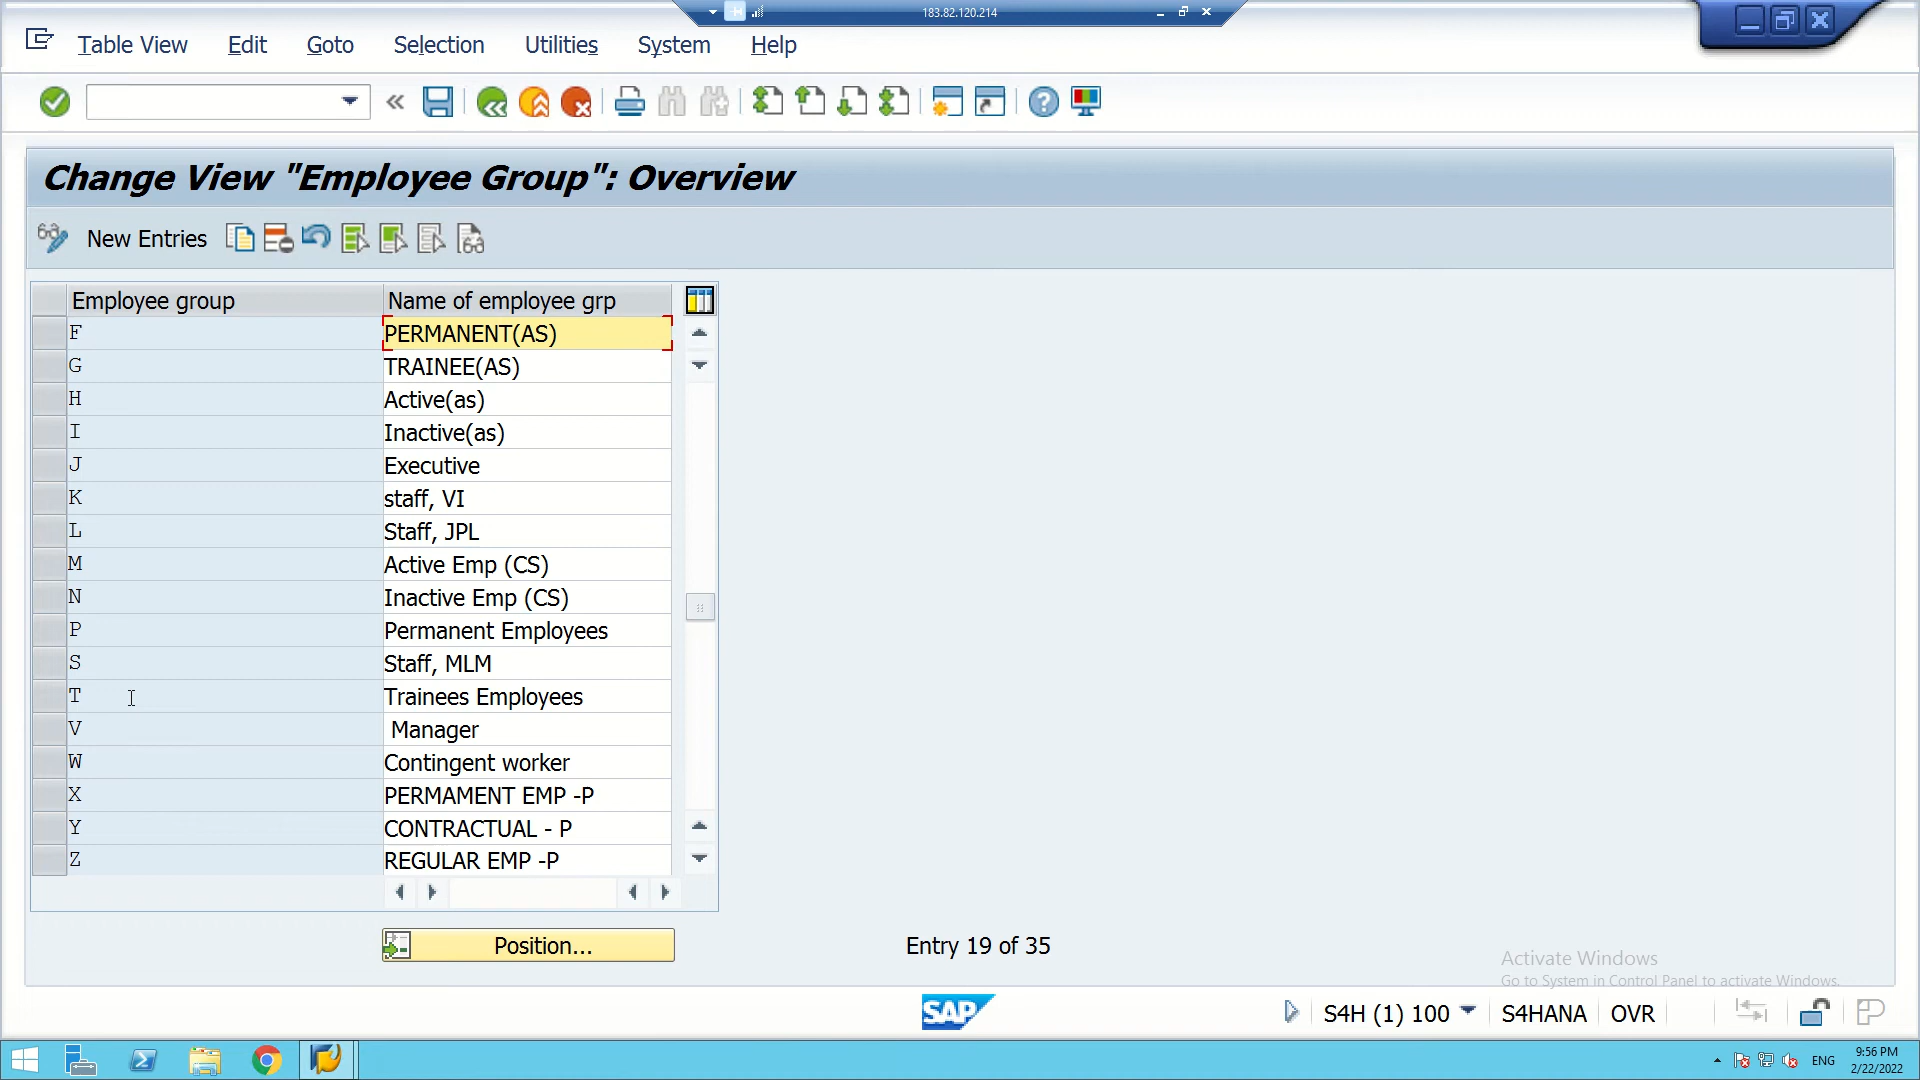 183.82.120.214
Table View Edit Goto Selection Utilities System Help
Change View "Employee Group": Overview
New Entries
Employee group Name of employee grp
F PERMANENT(AS)
G TRAINEE(AS)
H Active(as)
I Inactive(as)
J Executive
K staff, VI
L Staff, JPL
M Active Emp (CS)
N Inactive Emp (CS)
P Permanent Employees
S Staff, MLM
T Trainees Employees
V Manager
W Contingent worker
X PERMAMENT EMP -P
Y CONTRACTUAL - P
Z REGULAR EMP -P
Position... Entry 19 of 35
Activate Windows
Go to System in Control Panel to activate Windows.
SAP S4H (1) 100 S4HANA OVR
ENG 9:56 PM
2/22/2022